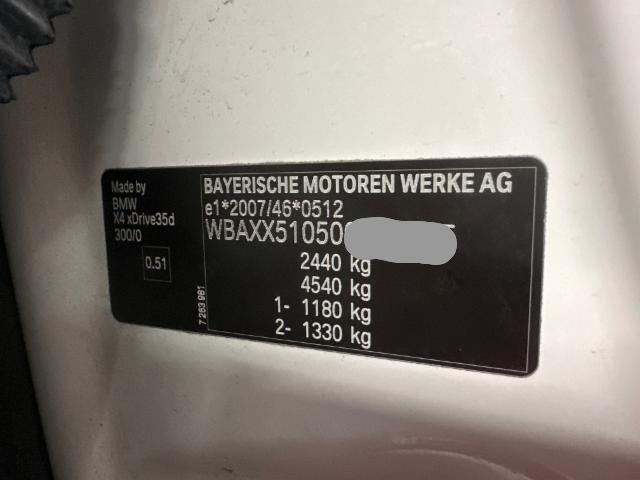 Made by
BMW
X4 xDrive35d
300/0
0.51
7 263 961
BAYERISCHE MOTOREN WERKE AG
e1*2007/46*0512
WBAXX51050
2440 kg
4540 kg
1- 1180 kg
2- 1330 kg